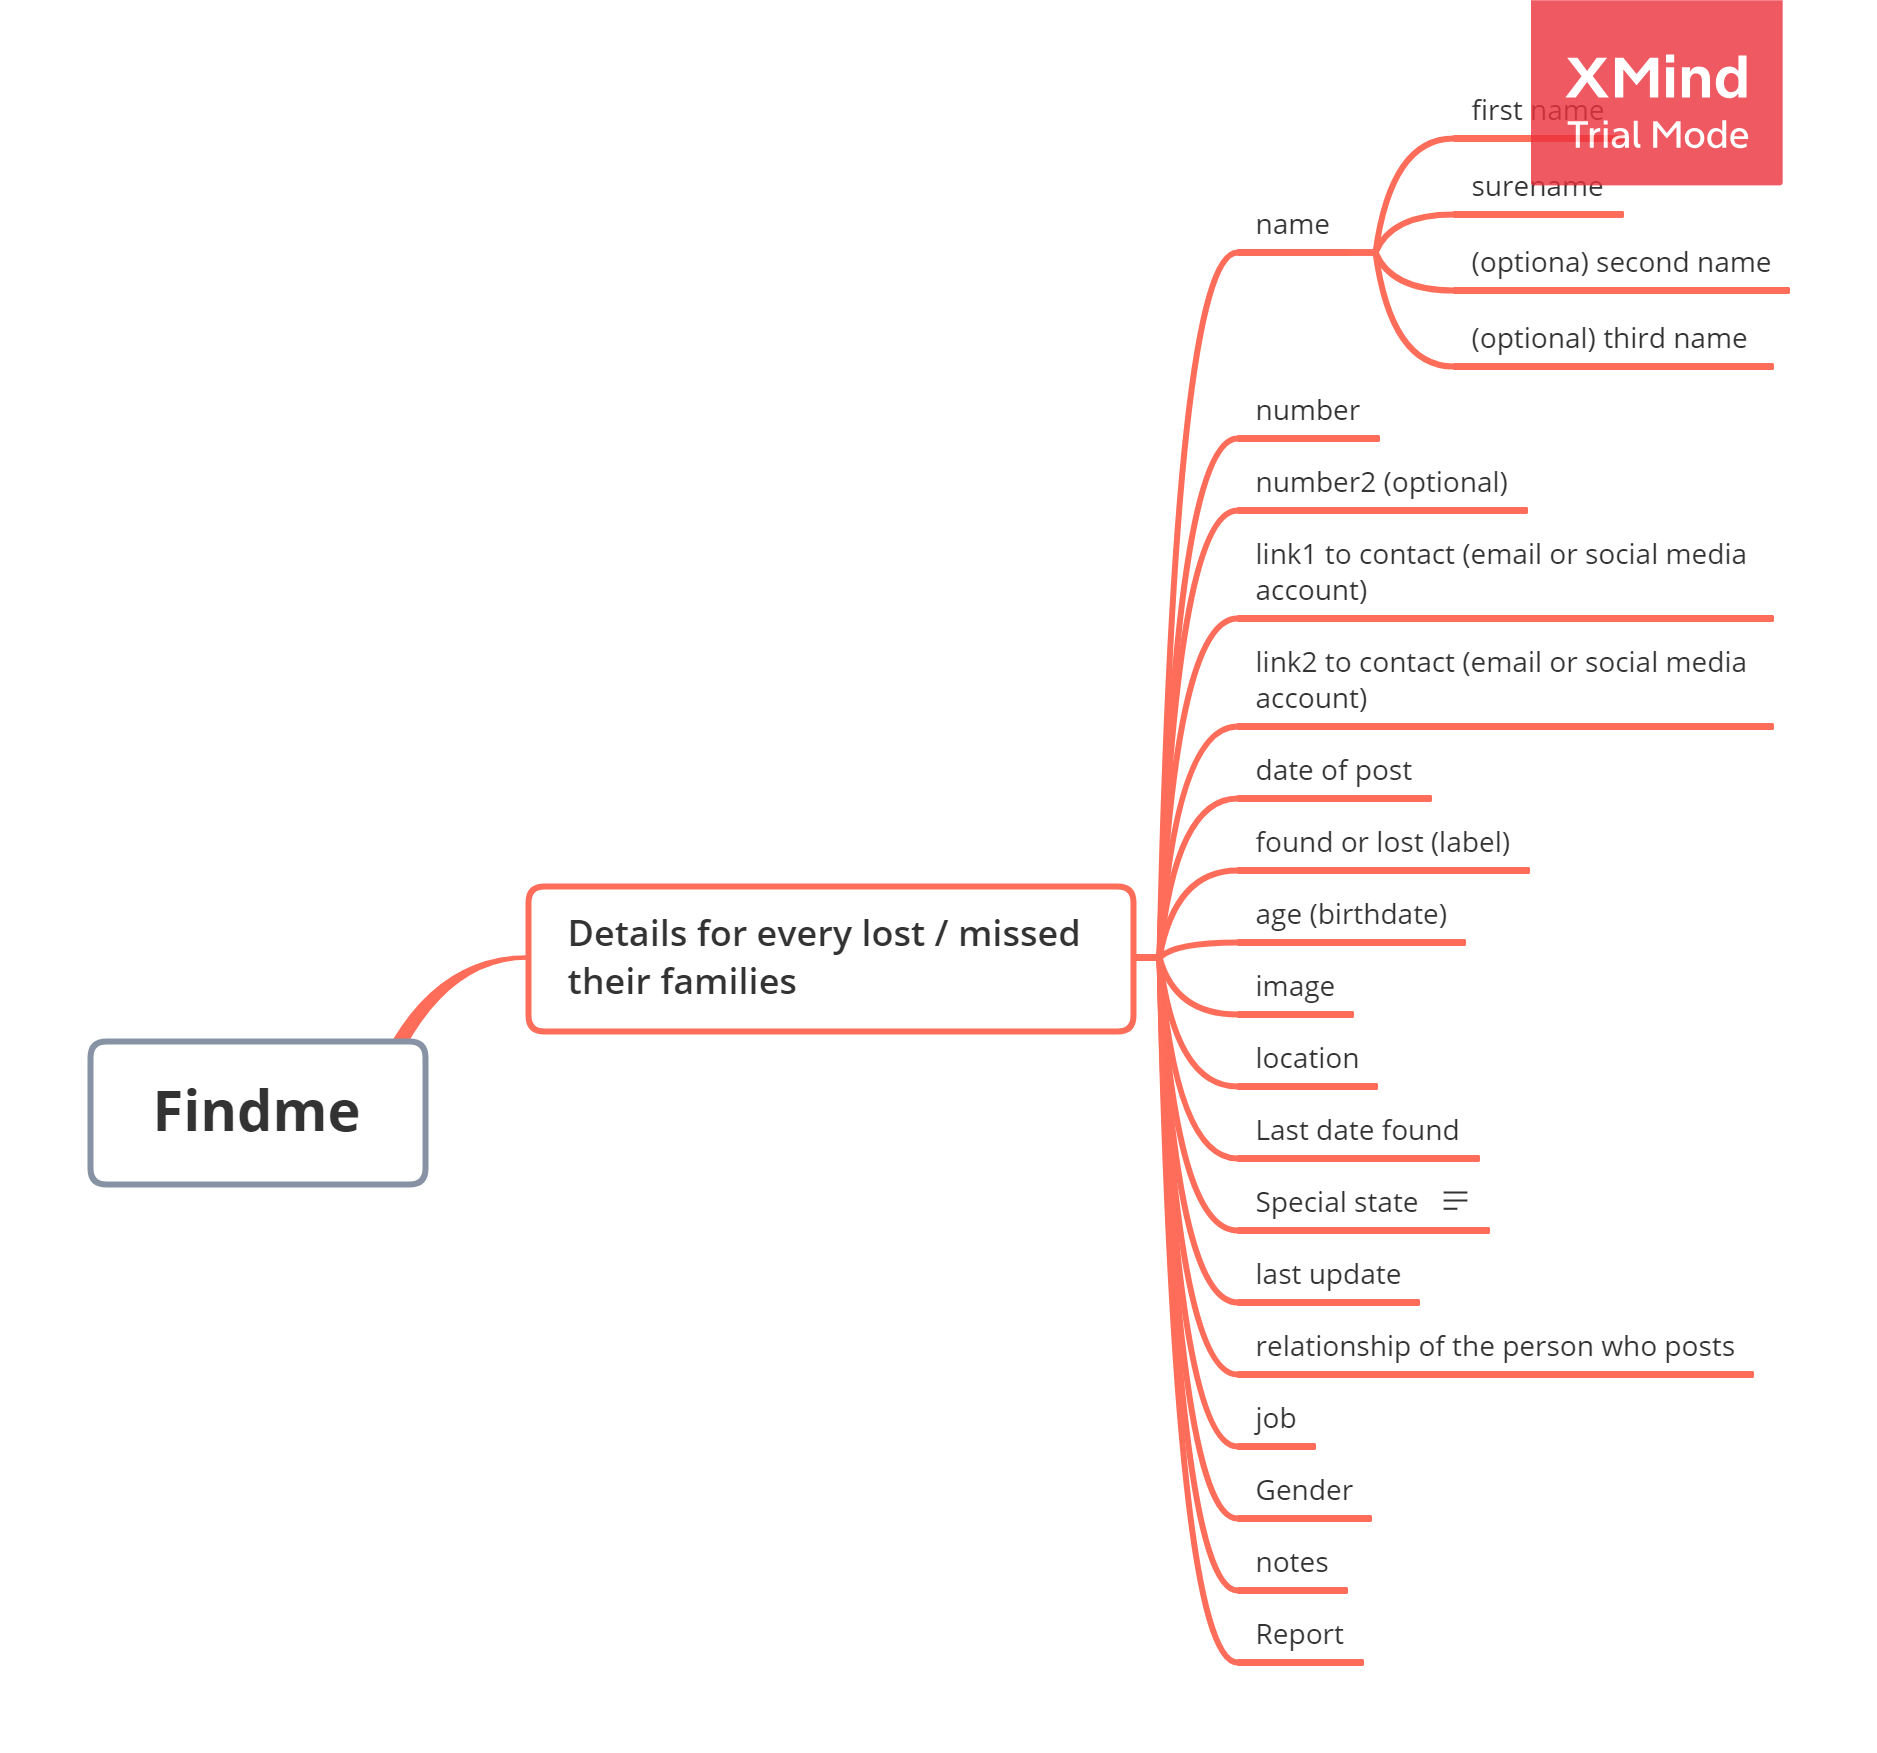 XMind
Trial Mode
first name
surename
name
(optiona) second name
(optional) third name
number
number2 (optional)
link1 to contact (email or social media
account)
link2 to contact (email or social media
account)
date of post
found or lost (label)
age (birthdate)
Details for every lost / missed
their families
image
location
Findme
Last date found
Special state
last update
relationship of the person who posts
job
Gender
notes
Report